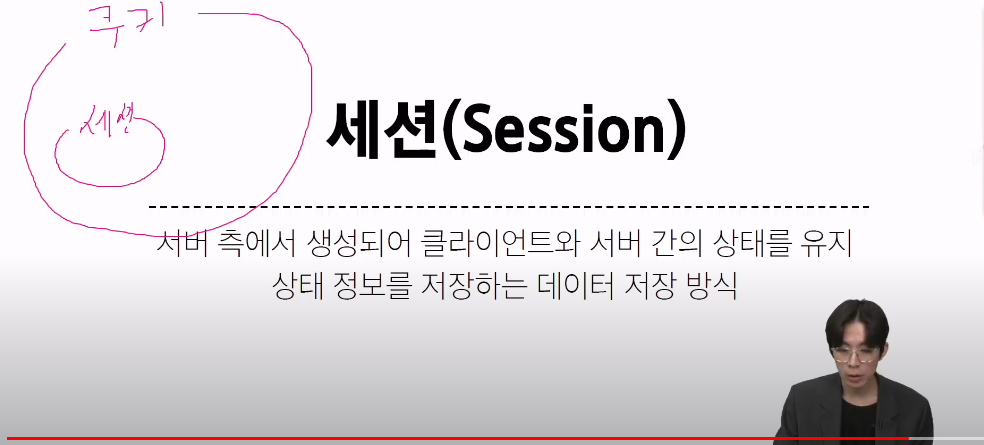 쿠키
세션
세션(Session)
서버 측에서 생성되어 클라이언트와 서버 간의 상태를 유지
상태 정보를 저장하는 데이터 저장 방식